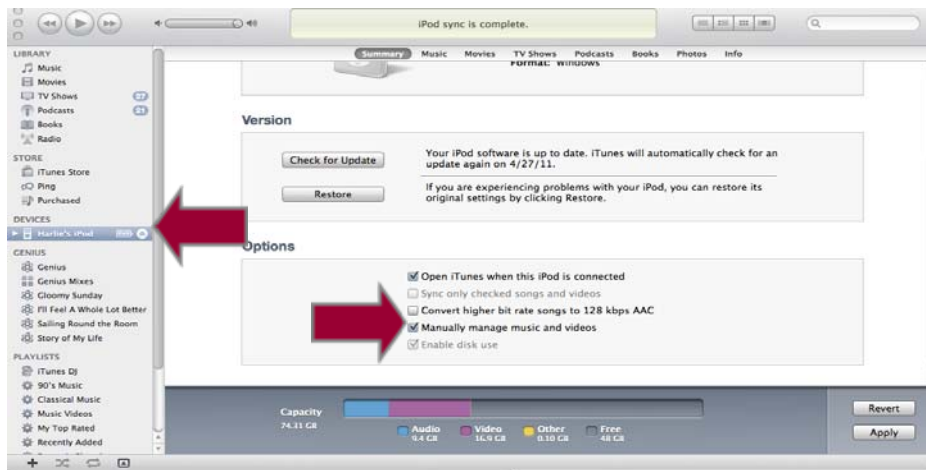 iPod sync is complete.
LIBRARY
Music
Movies
TV Shows 27
Podcasts 21
Books
Radio
STORE
iTunes Store
Ping
Purchased
DEVICES
Harlie's iPod
GENIUS
Genius
Genius Mixes
Gloomy Sunday
I'll Feel A Whole Lot Better
Sailing Round the Room
Story of My Life
PLAYLISTS
iTunes DJ
90's Music
Classical Music
Music Videos
My Top Rated
Recently Added
Summary Music Movies TV Shows Podcasts Books Photos Info
Format: Windows
Version
Check for Update
Your iPod software is up to date. iTunes will automatically check for an
update again on 4/27/11.
Restore
If you are experiencing problems with your iPod, you can restore its
original settings by clicking Restore.
Options
Open iTunes when this iPod is connected
Sync only checked songs and videos
Convert higher bit rate songs to 128 kbps AAC
Manually manage music and videos
Enable disk use
Capacity
74.31 GB
Audio
9.4 GB
Video
16.9 GB
Other
0.10 GB
Free
48 GB
Revert
Apply